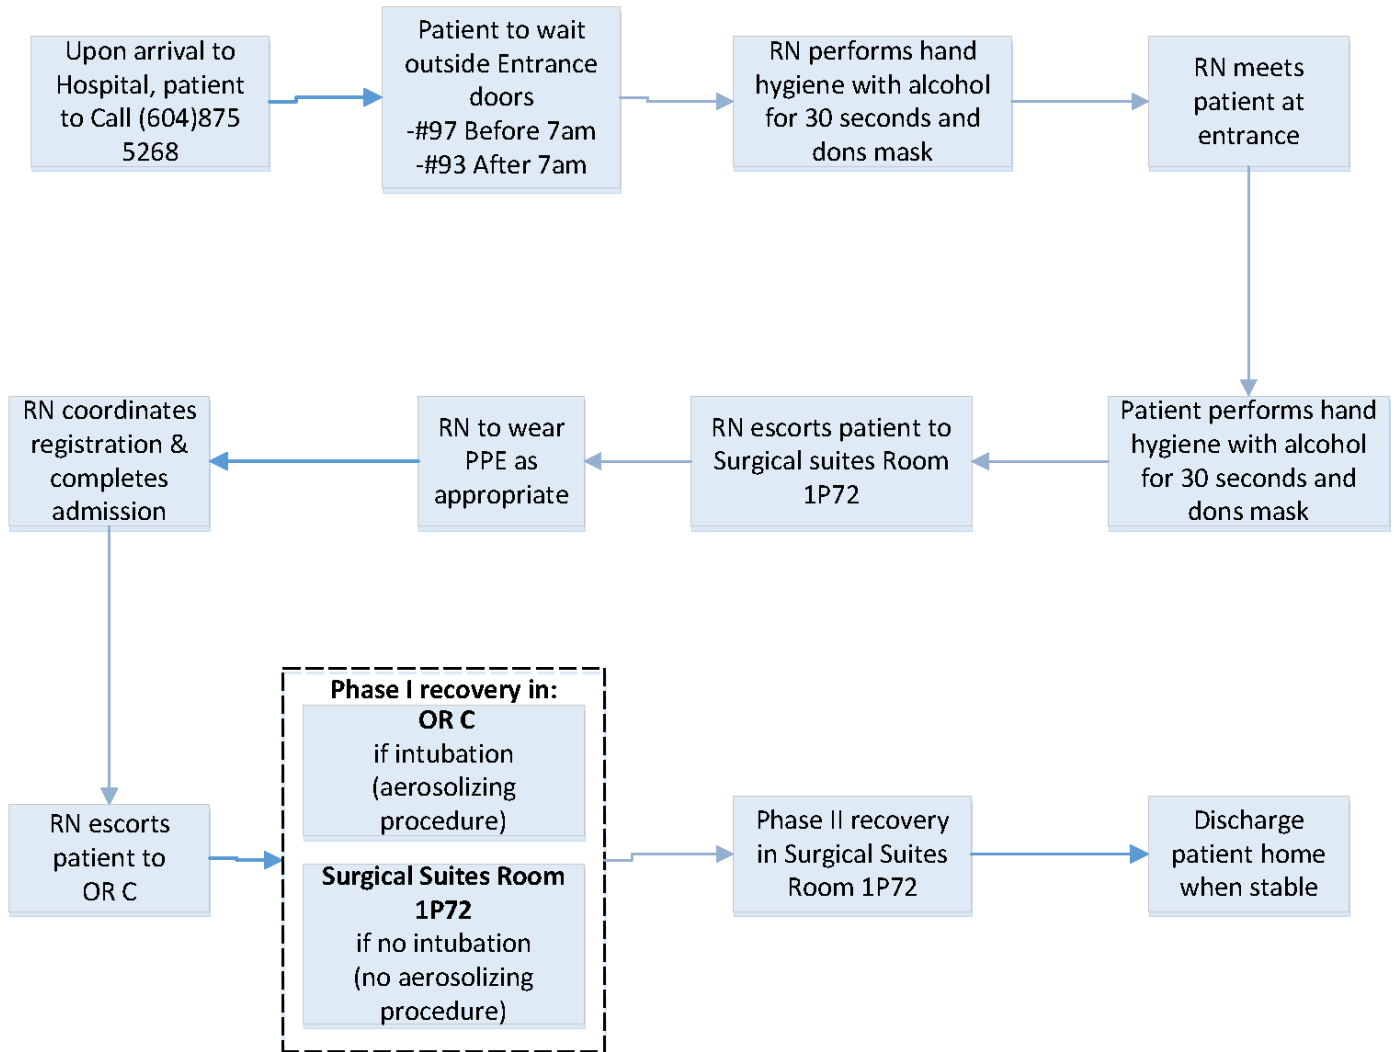 Upon arrival to
Hospital, patient
to Call (604)875
5268
Patient to wait
outside Entrance
doors
-#97 Before 7am
-#93 After 7am
RN performs hand
hygiene with alcohol
for 30 seconds and
dons mask
RN meets
patient at
entrance
Patient performs hand
hygiene with alcohol
for 30 seconds and
dons mask
RN escorts patient to
Surgical suites Room
1P72
RN to wear
PPE as
appropriate
RN coordinates
registration &
completes
admission
RN escorts
patient to
OR C
Phase I recovery in:
OR C
if intubation
(aerosolizing
procedure)
Surgical Suites Room
1P72
if no intubation
(no aerosolizing
procedure)
Phase II recovery
in Surgical Suites
Room 1P72
Discharge
patient home
when stable